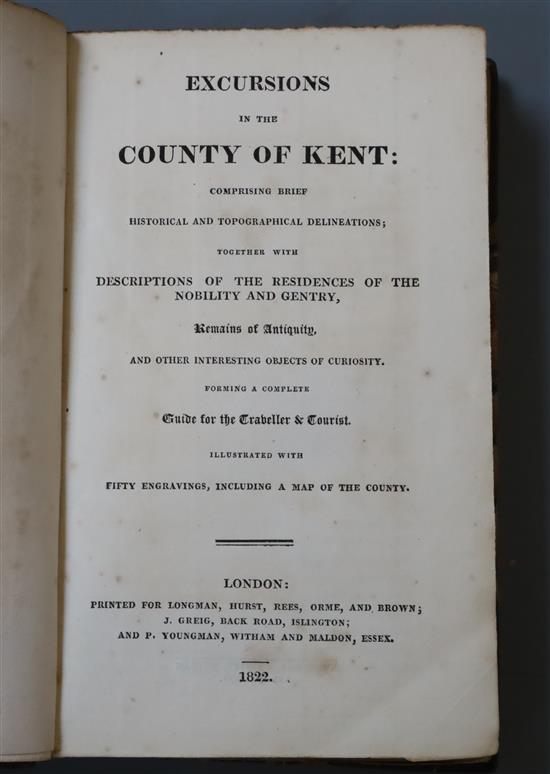 EXCURSIONS
IN THE
COUNTY OF KENT:
COMPRISING BRIEF
HISTORICAL AND TOPOGRAPHICAL DELINEATIONS;
TOGETHER WITH
DESCRIPTIONS OF THE RESIDENCES OF THE
NOBILITY AND GENTRY,
Remains of Antiquity,
AND OTHER INTERESTING OBJECTS OF CURIOSITY.
FORMING A COMPLETE
Guide for the Traveller & Tourist.
ILLUSTRATED WITH
FIFTY ENGRAVINGS, INCLUDING A MAP OF THE COUNTY.
LONDON:
PRINTED FOR LONGMAN, HURST, REES, ORME, AND BROWN;
J. GREIG, BACK ROAD, ISLINGTON;
AND P. YOUNGMAN, WITHAM AND MALDON, ESSEX.
1822.